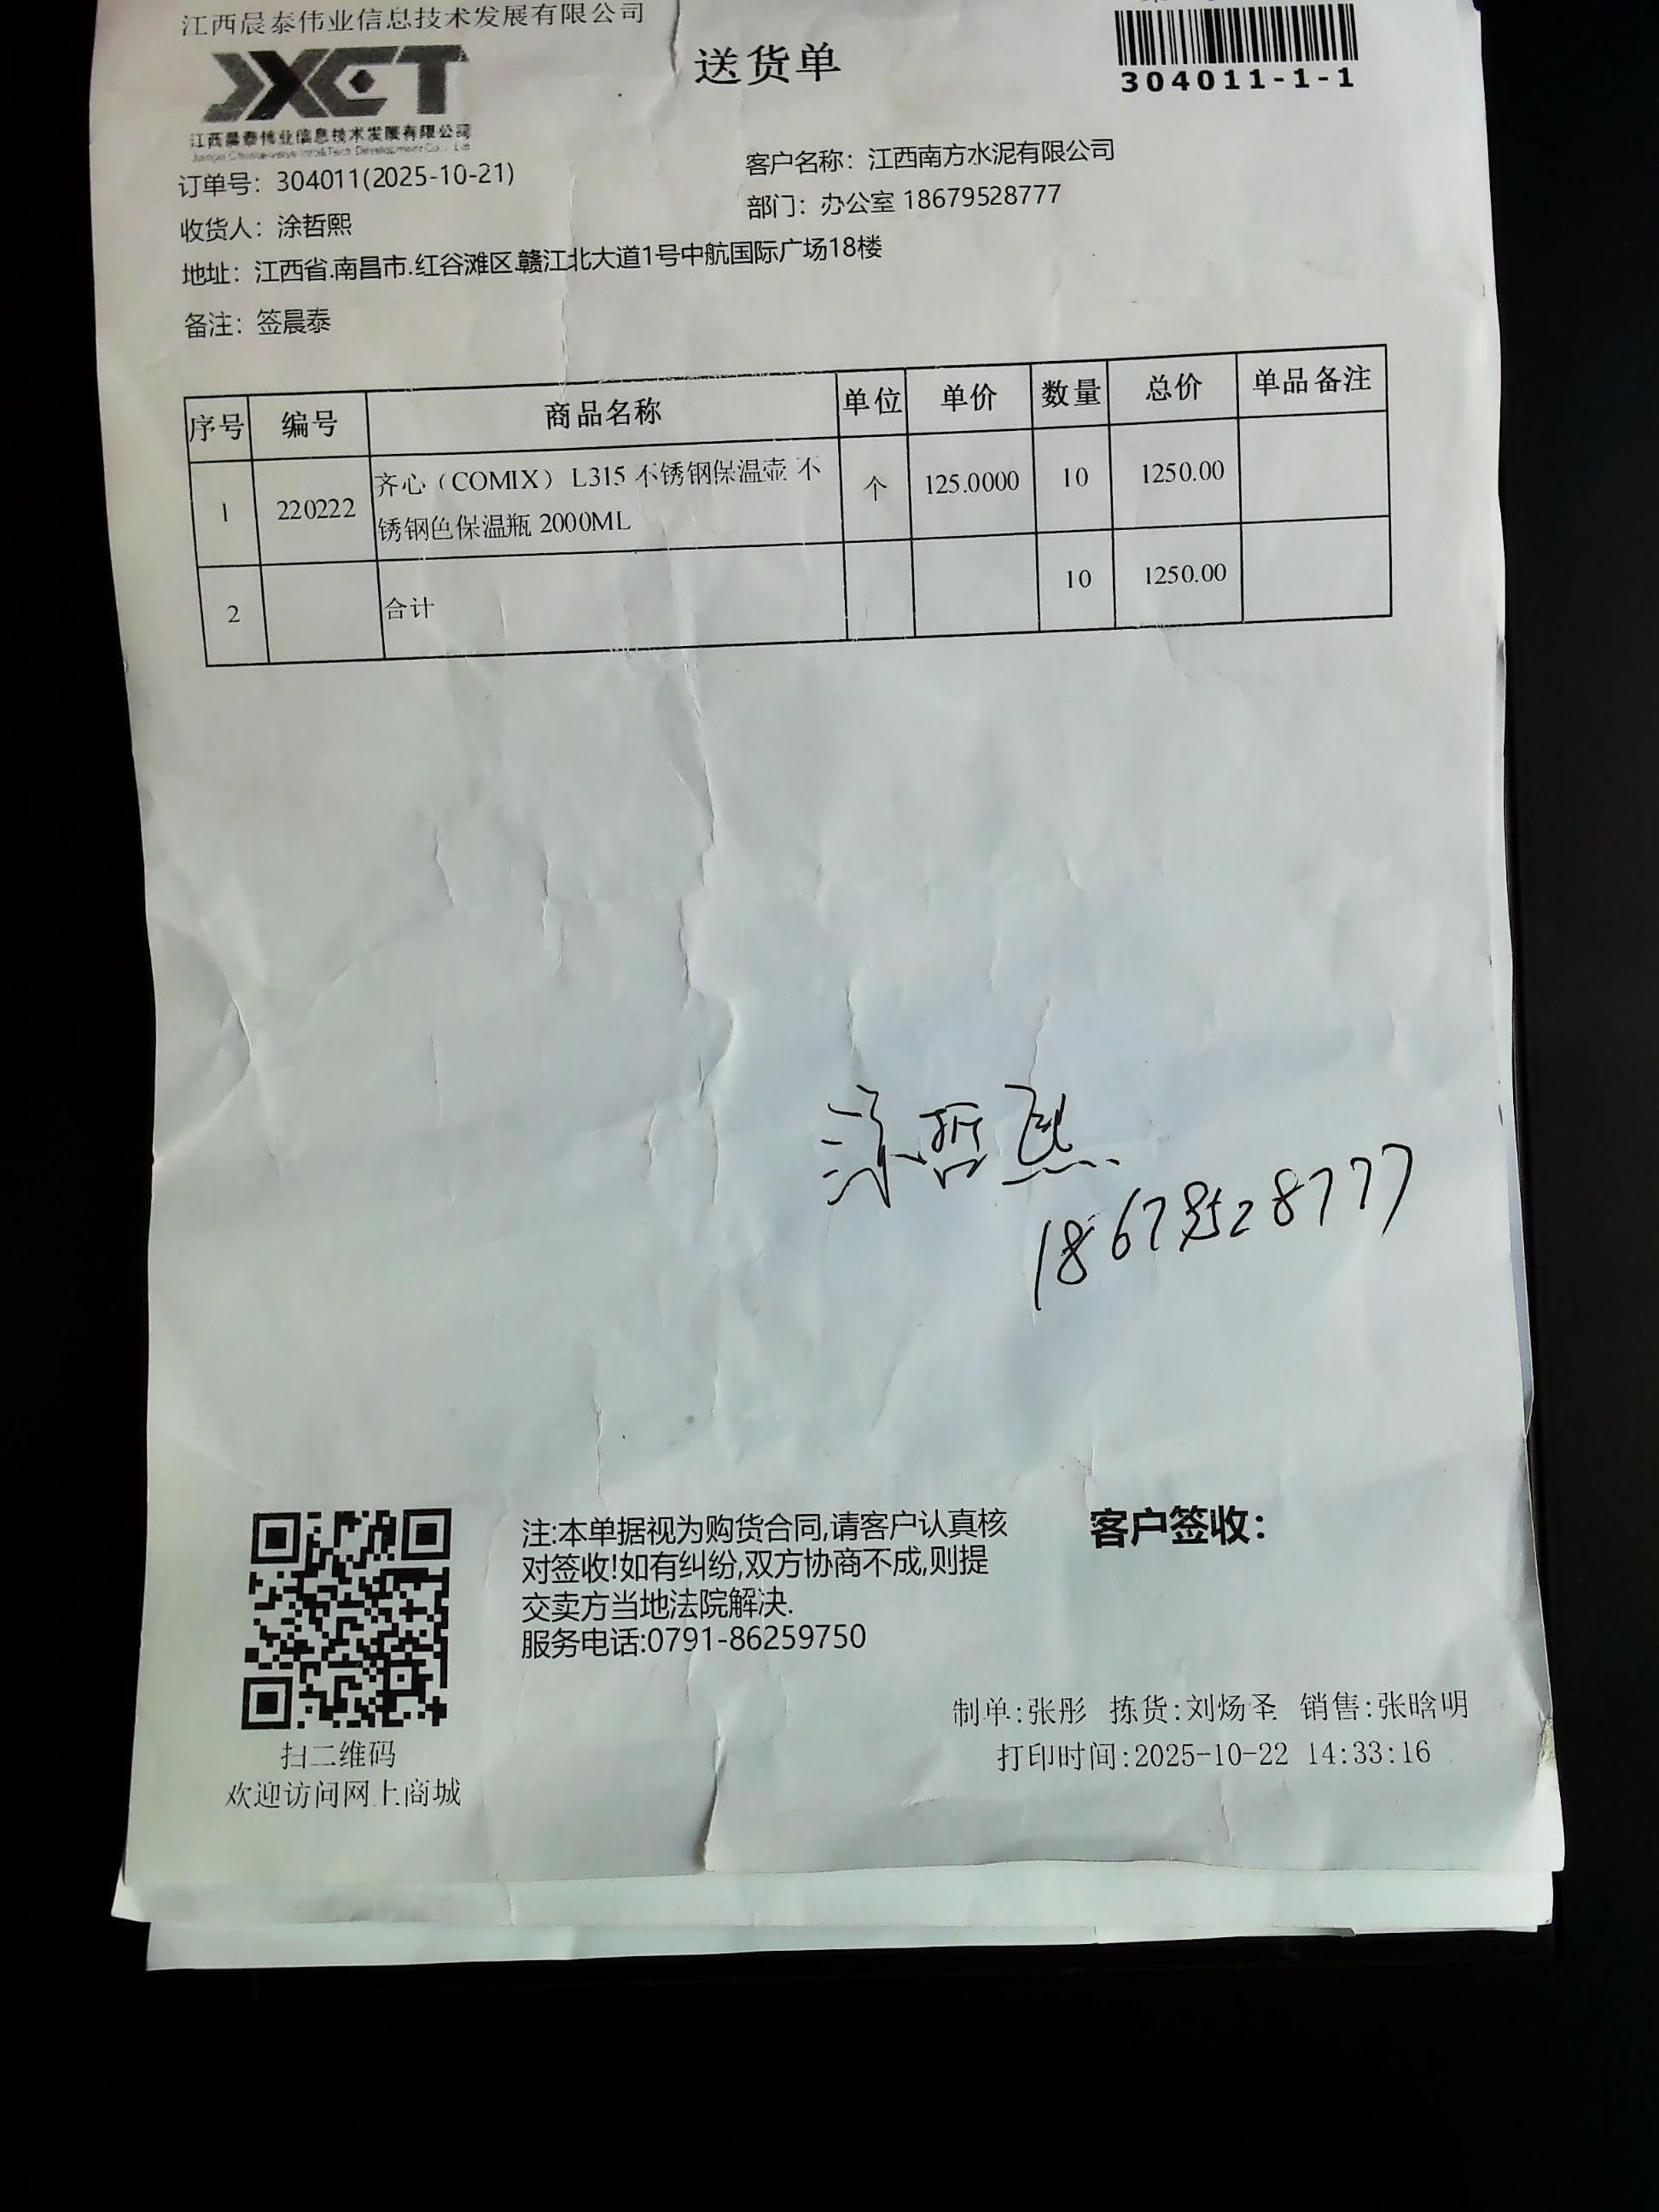 江西晨泰伟业信息技术发展有限公司
JXCT
江西晨泰伟业信息技术发展有限公司
送货单
304011-1-1
订单号：304011(2025-10-21)
客户名称：江西南方水泥有限公司
收货人：涂哲熙
部门：办公室 18679528777
地址：江西省.南昌市.红谷滩区.赣江北大道1号中航国际广场18楼
备注：签晨泰
序号 编号 商品名称 单位 单价 数量 总价 单品备注
1 220222 齐心（COMIX） L315 不锈钢保温壶 不 个 125.0000 10 1250.00
锈钢色保温瓶 2000ML
2 合计 10 1250.00
涂哲熙
18679528777
注:本单据视为购货合同,请客户认真核
对签收!如有纠纷,双方协商不成,则提
交卖方当地法院解决.
服务电话:0791-86259750
客户签收：
扫二维码
欢迎访问网上商城
制单:张彤 拣货:刘炀圣 销售:张晗明
打印时间:2025-10-22 14:33:16